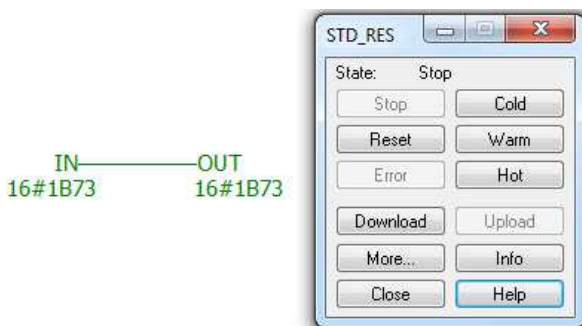 IN OUT
16#1B73 16#1B73
STD_RES
State: Stop
Stop Cold
Reset Warm
Error Hot
Download Upload
More... Info
Close Help